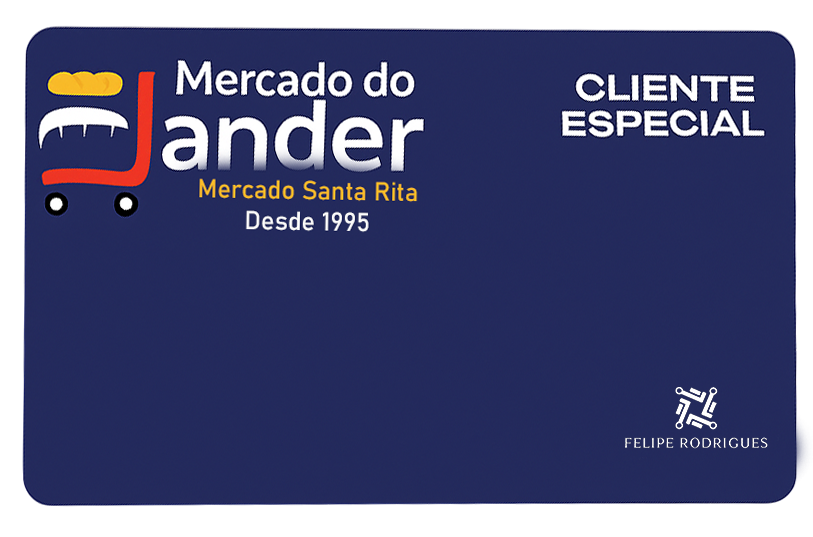 Mercado do
Jander
Mercado Santa Rita
Desde 1995
CLIENTE
ESPECIAL
FELIPE RODRIGUES